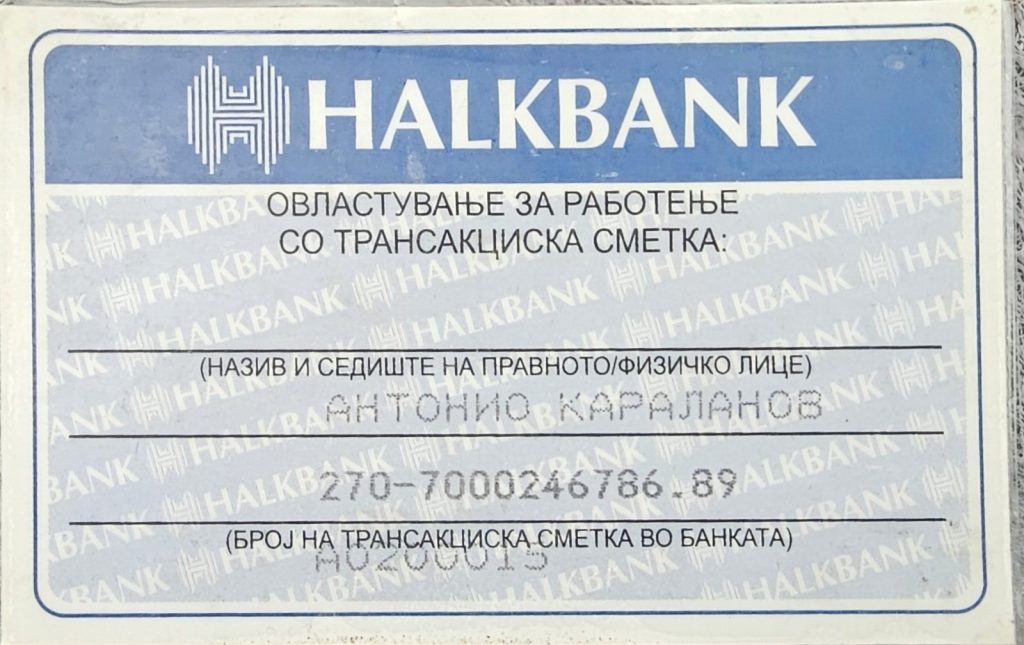 HALKBANK
ОВЛАСТУВАЊЕ ЗА РАБОТЕЊЕ
СО ТРАНСАКЦИСКА СМЕТКА:
(НАЗИВ И СЕДИШТЕ НА ПРАВНОТО/ФИЗИЧКО ЛИЦЕ)
АНТОНИО КАРАЛАНОВ
270-7000246786.89
(БРОЈ НА ТРАНСАКЦИСКА СМЕТКА ВО БАНКАТА)
А0200015